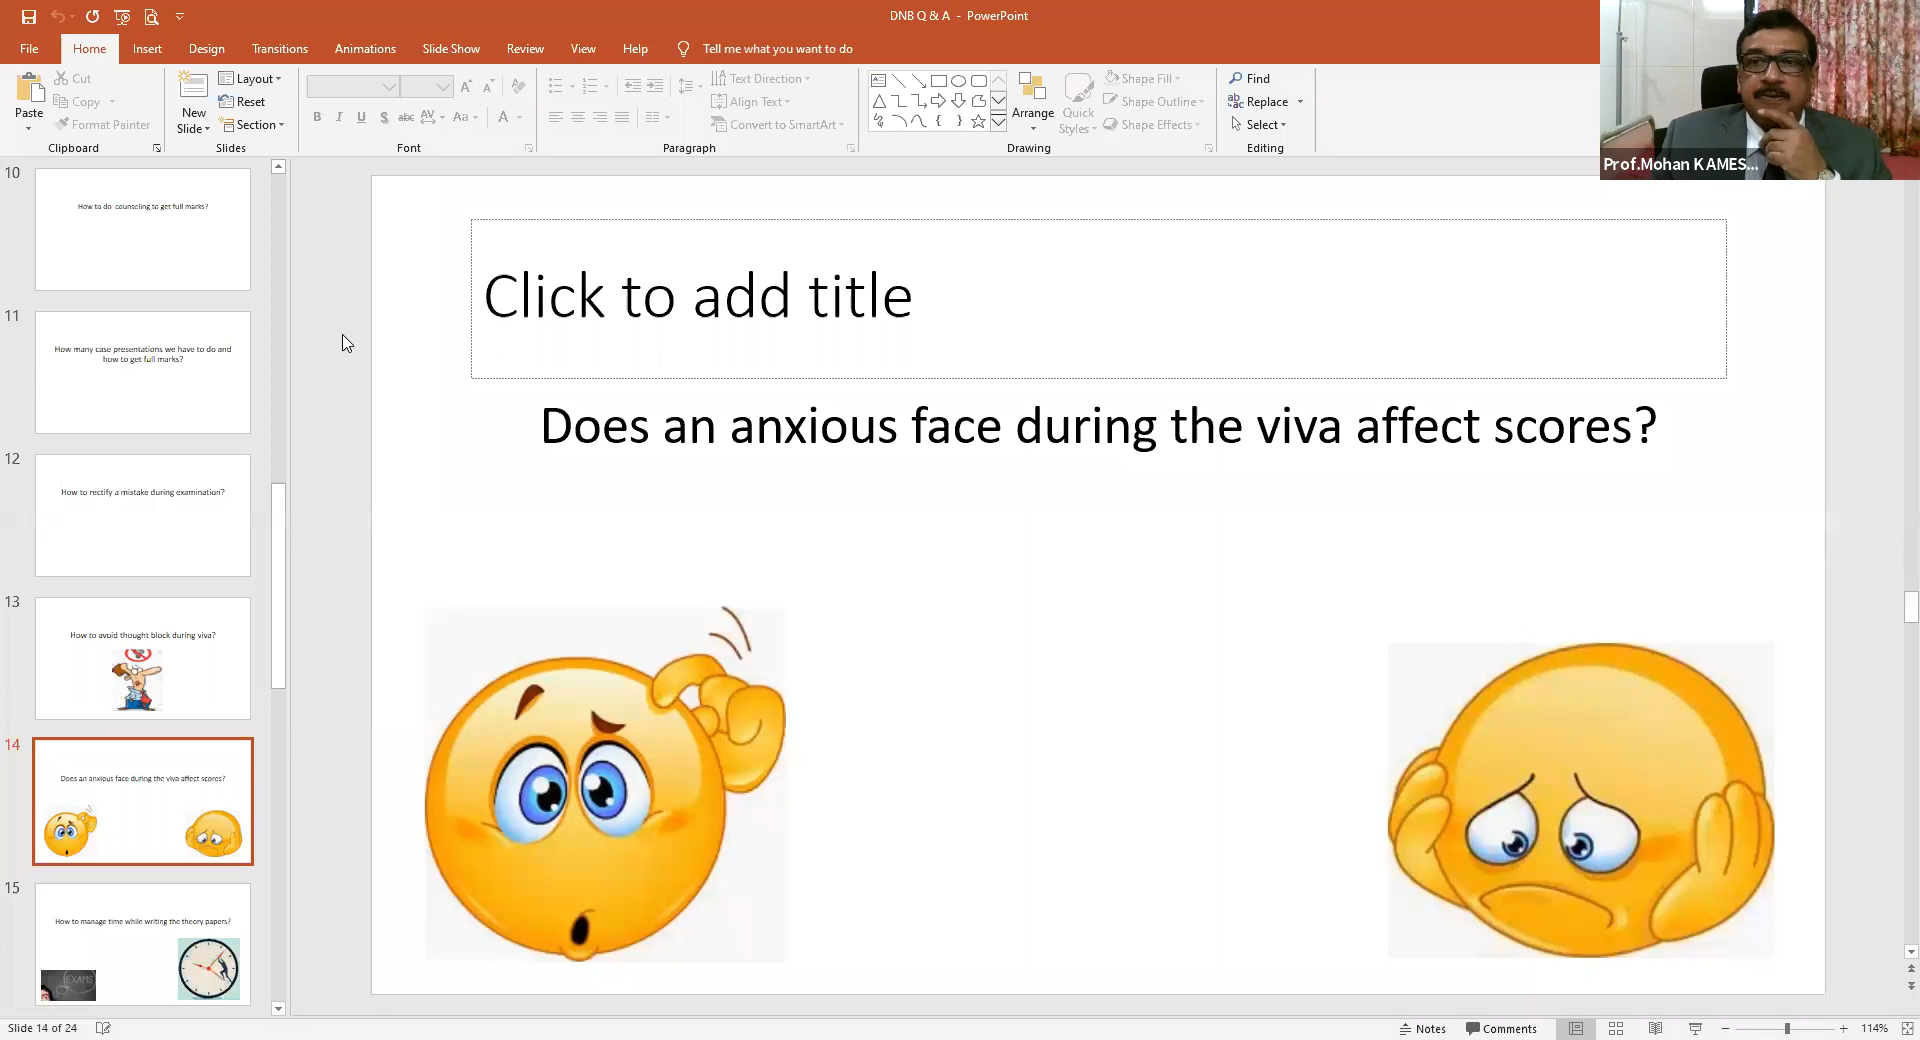 DNB Q & A - PowerPoint
File Home Insert Design Transitions Animations Slide Show Review View Help Tell me what you want to do
Cut
Copy
Format Painter
Paste
Clipboard
New
Slide
Layout
Reset
Section
Slides
B I U S abc AV Aa A
Font
Text Direction
Align Text
Convert to SmartArt
Paragraph
Arrange
Quick
Styles
Shape Fill
Shape Outline
Shape Effects
Drawing
Find
Replace
Select
Editing
Prof.Mohan KAMES...
10
How to do counseling to get full marks?
11
How many case presentations we have to do and
how to get full marks?
12
How to rectify a mistake during examination?
13
How to avoid thought block during viva?
14
Does an anxious face during the viva affect scores?
15
How to manage time while writing the theory papers?
EXAMS
Click to add title
Does an anxious face during the viva affect scores?
Slide 14 of 24
Notes
Comments
114%